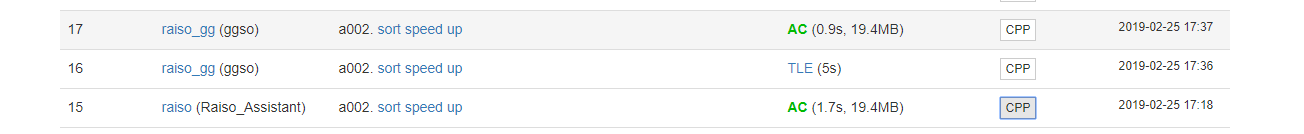 17 raiso_gg (ggso) a002. sort speed up AC (0.9s, 19.4MB) CPP 2019-02-25 17:37
16 raiso_gg (ggso) a002. sort speed up TLE (5s) CPP 2019-02-25 17:36
15 raiso (Raiso_Assistant) a002. sort speed up AC (1.7s, 19.4MB) CPP 2019-02-25 17:18